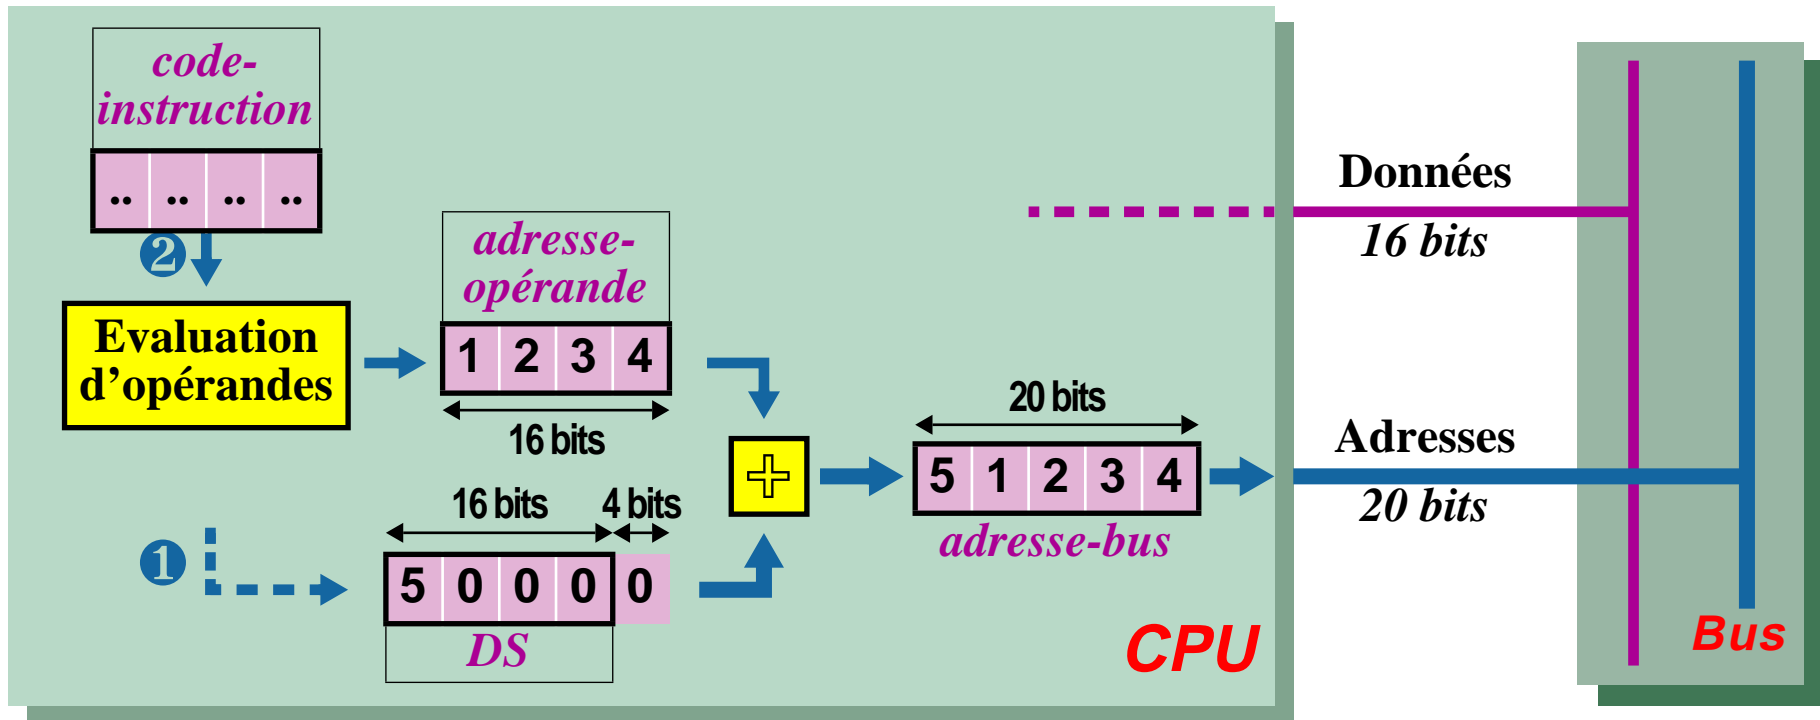 code-
instruction
.. .. .. ..
❷
Evaluation
d’opérandes
adresse-
opérande
1 2 3 4
16 bits
❶
16 bits 4 bits
5 0 0 0 0
DS
+
20 bits
5 1 2 3 4
adresse-bus
CPU
Données
16 bits
Adresses
20 bits
Bus